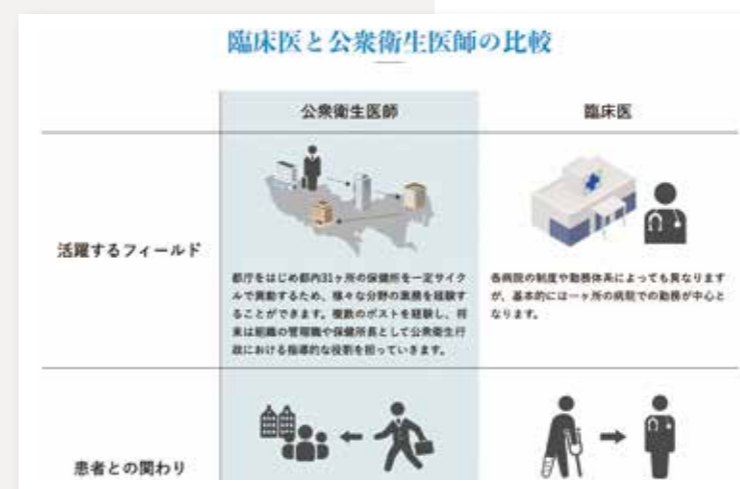 臨床医と公衆衛生医師の比較
公衆衛生医師
臨床医
活躍するフィールド
都庁をはじめ都内31ヶ所の保健所を一定サイク
ルで異動するため、様々な分野の業務を経験す
ることができます。複数のポストを経験し、将
来は組織の管理職や保健所長として公衆衛生行
政における指導的な役割を担っていきます。
各病院の制度や勤務体系によっても異なります
が、基本的には一ヶ所の病院での勤務が中心と
なります。
患者との関わり